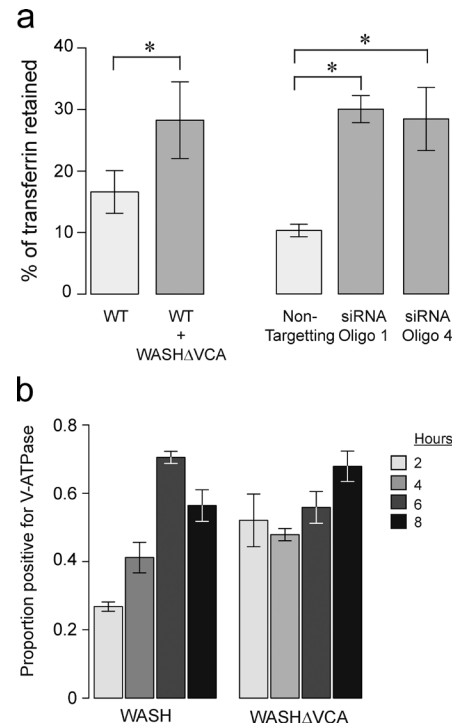 a
% of transferrin retained
40
30
20
10
0
*
*
*
WT
WT
+
WASHΔVCA
Non-
Targetting
siRNA
Oligo 1
siRNA
Oligo 4
b
Proportion positive for V-ATPase
0.8
0.6
0.4
0.2
0
Hours
2
4
6
8
WASH
WASHΔVCA